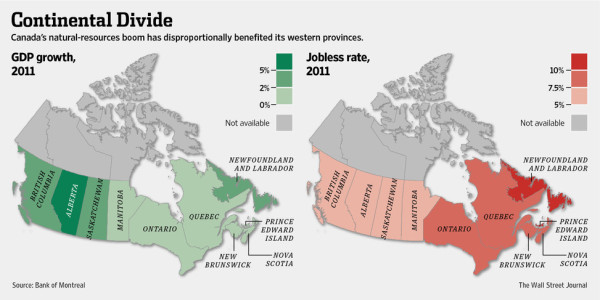 Continental Divide
Canada's natural-resources boom has disproportionally benefited its western provinces.
GDP growth,
2011
5%
2%
0%
Not available
BRITISH
COLUMBIA
ALBERTA
SASKATCHEWAN
MANITOBA
ONTARIO
QUEBEC
NEWFOUNDLAND
AND LABRADOR
PRINCE
EDWARD
ISLAND
NEW
BRUNSWICK
NOVA
SCOTIA
Jobless rate,
2011
10%
7.5%
5%
Not available
BRITISH
COLUMBIA
ALBERTA
SASKATCHEWAN
MANITOBA
ONTARIO
QUEBEC
NEWFOUNDLAND
AND LABRADOR
PRINCE
EDWARD
ISLAND
NEW
BRUNSWICK
NOVA
SCOTIA
Source: Bank of Montreal
The Wall Street Journal